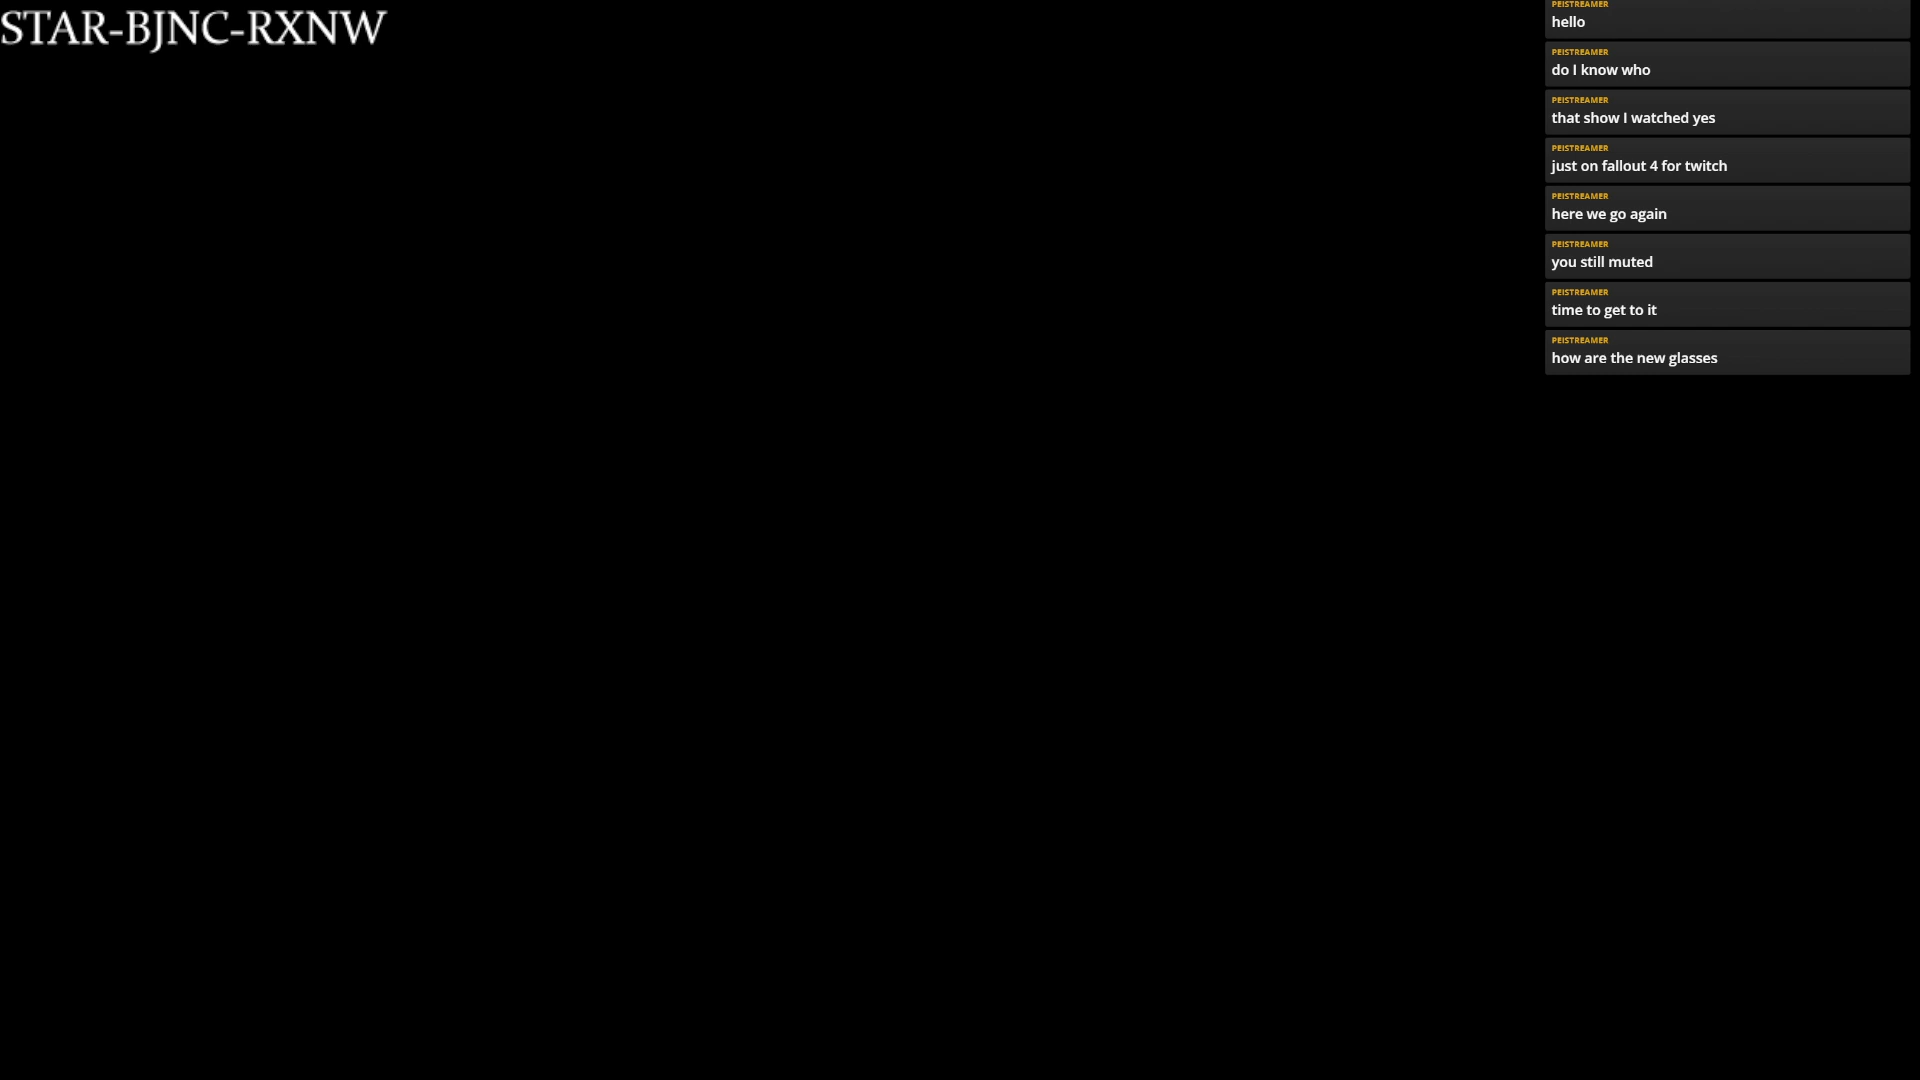 STAR-BJNC-RXNW
PEISTREAMER
hello
PEISTREAMER
do I know who
PEISTREAMER
that show I watched yes
PEISTREAMER
just on fallout 4 for twitch
PEISTREAMER
here we go again
PEISTREAMER
you still muted
PEISTREAMER
time to get to it
PEISTREAMER
how are the new glasses